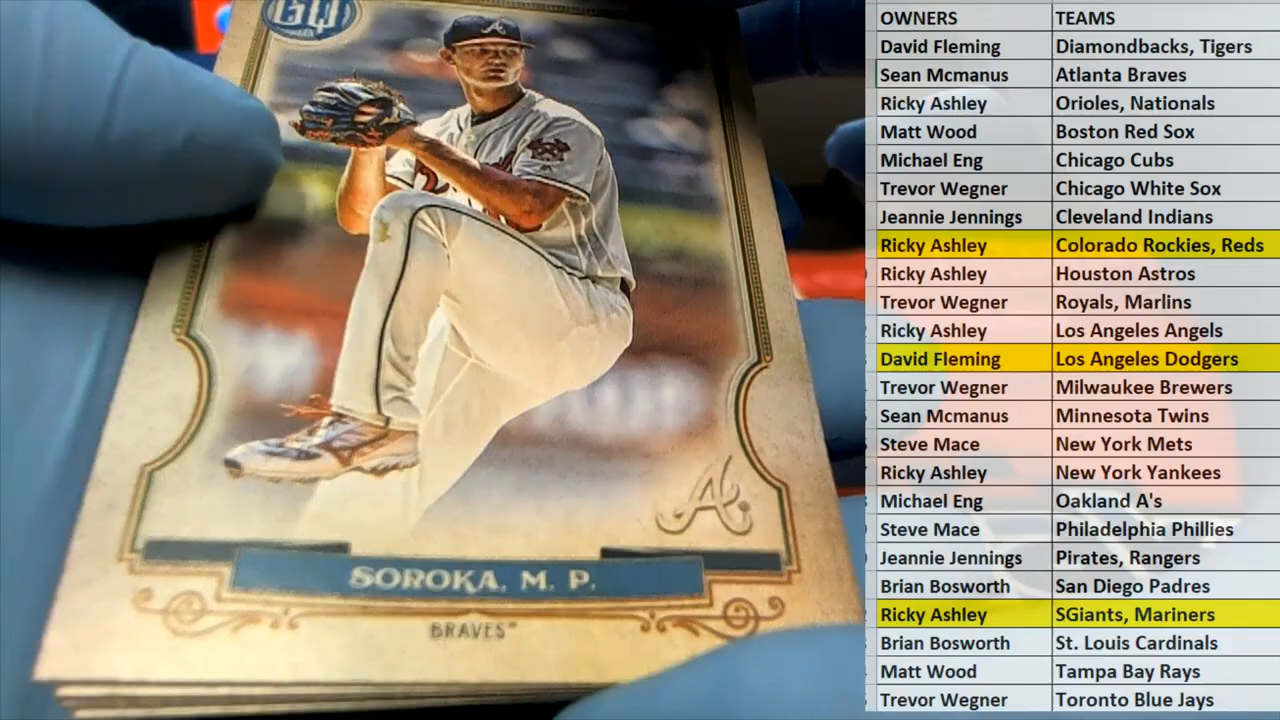 GQ
A
SOROKA, M. P.
BRAVES
OWNERS TEAMS
David Fleming Diamondbacks, Tigers
Sean Mcmanus Atlanta Braves
Ricky Ashley Orioles, Nationals
Matt Wood Boston Red Sox
Michael Eng Chicago Cubs
Trevor Wegner Chicago White Sox
Jeannie Jennings Cleveland Indians
Ricky Ashley Colorado Rockies, Reds
Ricky Ashley Houston Astros
Trevor Wegner Royals, Marlins
Ricky Ashley Los Angeles Angels
David Fleming Los Angeles Dodgers
Trevor Wegner Milwaukee Brewers
Sean Mcmanus Minnesota Twins
Steve Mace New York Mets
Ricky Ashley New York Yankees
Michael Eng Oakland A's
Steve Mace Philadelphia Phillies
Jeannie Jennings Pirates, Rangers
Brian Bosworth San Diego Padres
Ricky Ashley SGiants, Mariners
Brian Bosworth St. Louis Cardinals
Matt Wood Tampa Bay Rays
Trevor Wegner Toronto Blue Jays